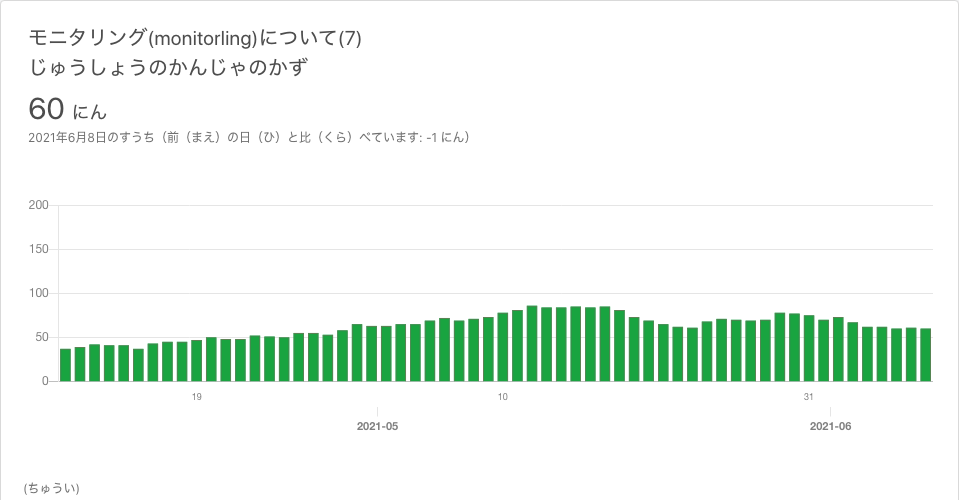 モニタリング(monitorling)について(7)
じゅうしょうのかんじゃのかず
60 にん
2021年6月8日のすうち（前（まえ）の日（ひ）と比（くら）べています: -1 にん）
200
150
100
50
0
19
10
31
2021-05
2021-06
(ちゅうい)